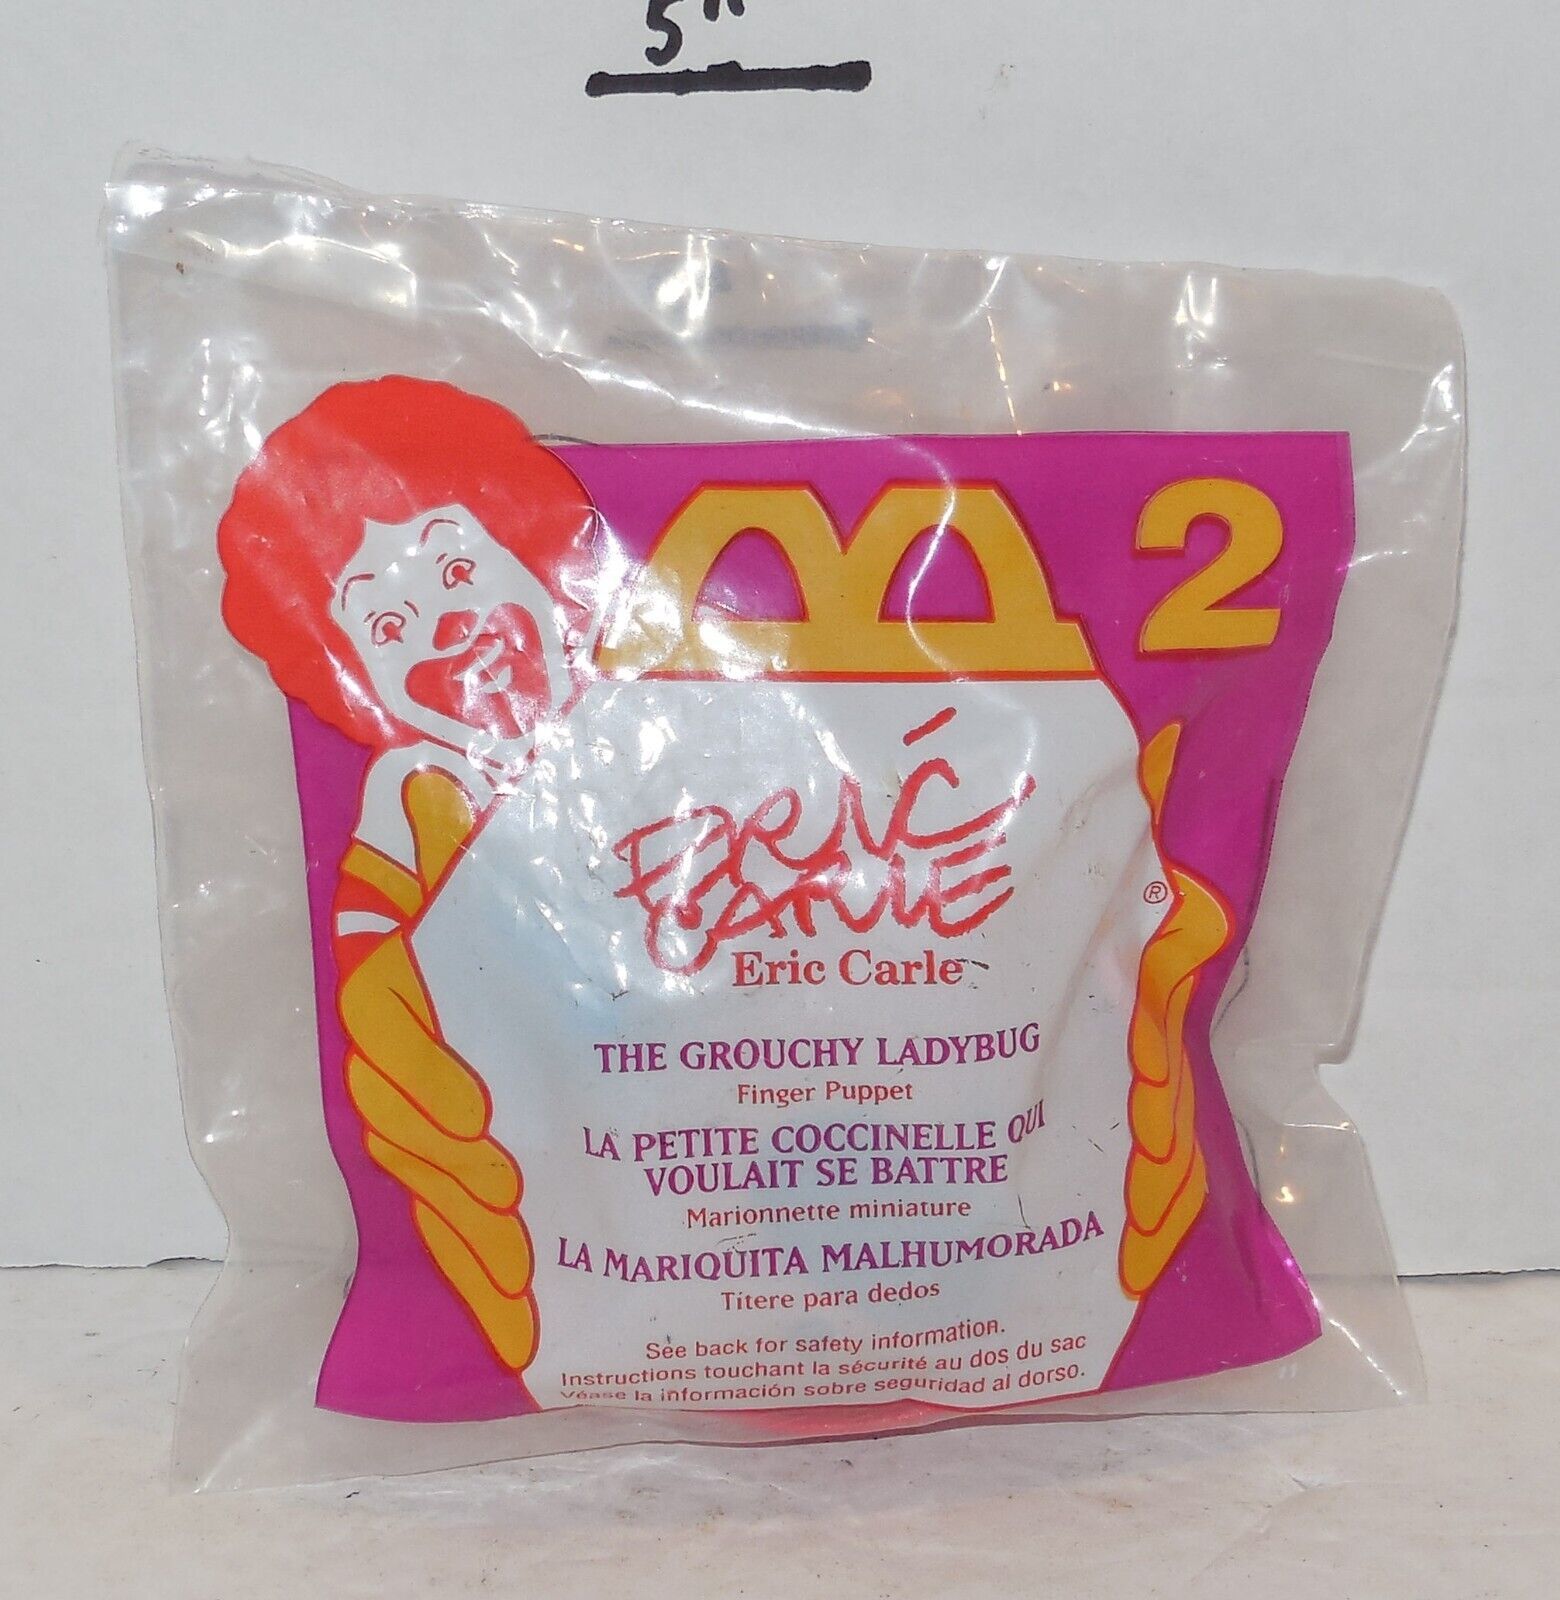 5"
2
ERIC
CARLE
®
Eric Carle
THE GROUCHY LADYBUG
Finger Puppet
LA PETITE COCCINELLE QUI
VOULAIT SE BATTRE
Marionnette miniature
LA MARIQUITA MALHUMORADA
Títere para dedos
See back for safety information.
Instructions touchant la sécurité au dos du sac
Véase la información sobre seguridad al dorso.